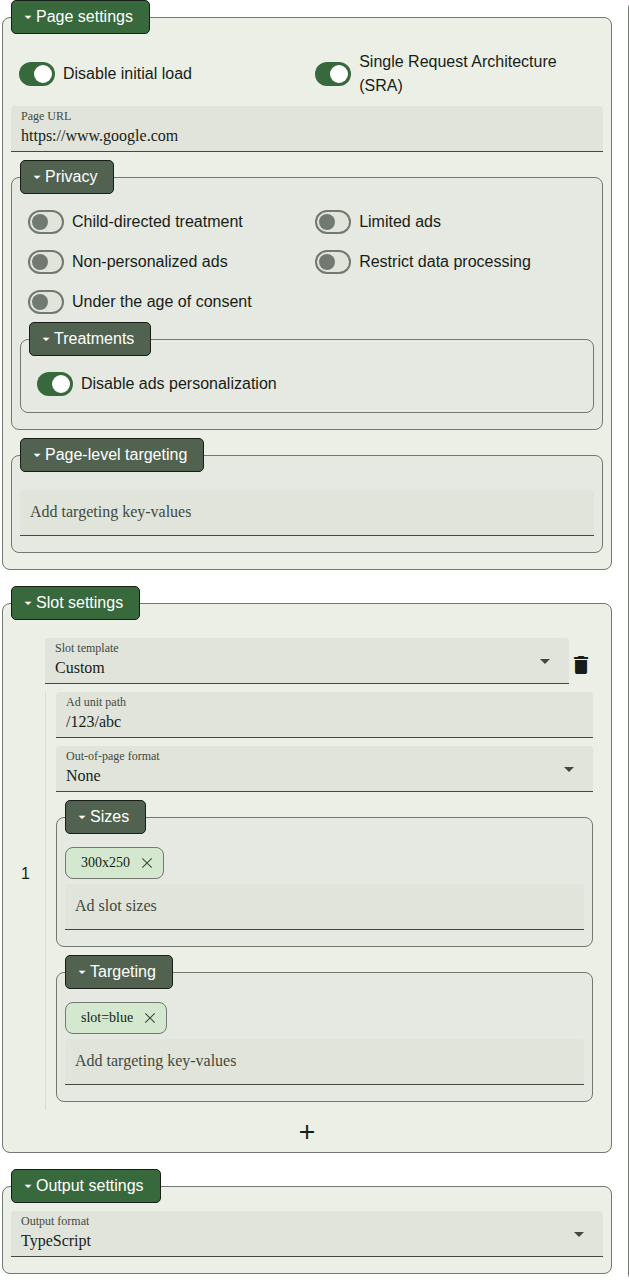 Page settings
Disable initial load
Single Request Architecture
(SRA)
Page URL
https://www.google.com
Privacy
Child-directed treatment
Limited ads
Non-personalized ads
Restrict data processing
Under the age of consent
Treatments
Disable ads personalization
Page-level targeting
Add targeting key-values
Slot settings
Slot template
Custom
Ad unit path
/123/abc
Out-of-page format
None
Sizes
300x250
1
Ad slot sizes
Targeting
slot=blue
Add targeting key-values
+
Output settings
Output format
TypeScript